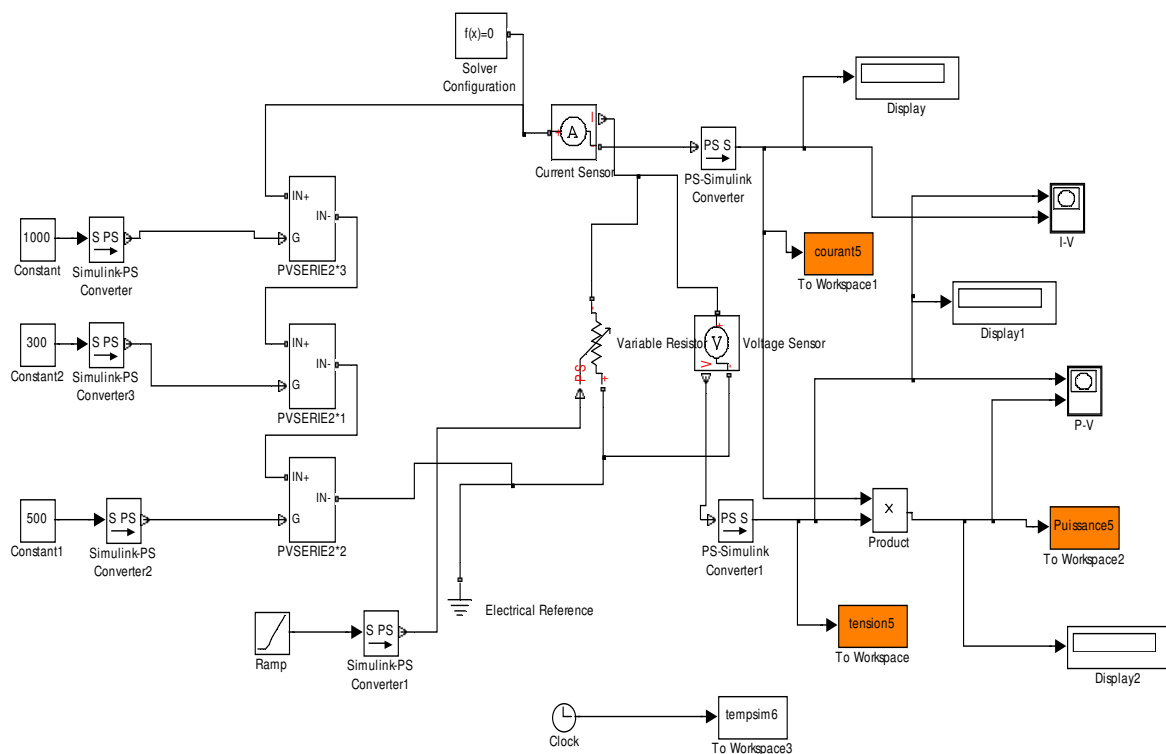 f(x)=0
Solver
Configuration
Display
I
+
A
Current Sensor
PS S
PS-Simulink
Converter
I-V
IN+
IN-
G
PVSERIE2*3
1000
Constant
S PS
Simulink-PS
Converter
courant5
To Workspace1
Display1
IN+
IN-
G
PVSERIE2*1
300
Constant2
S PS
Simulink-PS
Converter3
-
PS
+
Variable Resistor
+
V
V
-
Voltage Sensor
P-V
IN+
IN-
G
PVSERIE2*2
500
Constant1
S PS
Simulink-PS
Converter2
PS S
PS-Simulink
Converter1
x
Product
Puissance5
To Workspace2
Electrical Reference
Ramp
S PS
Simulink-PS
Converter1
tension5
To Workspace
Display2
Clock
tempsim6
To Workspace3